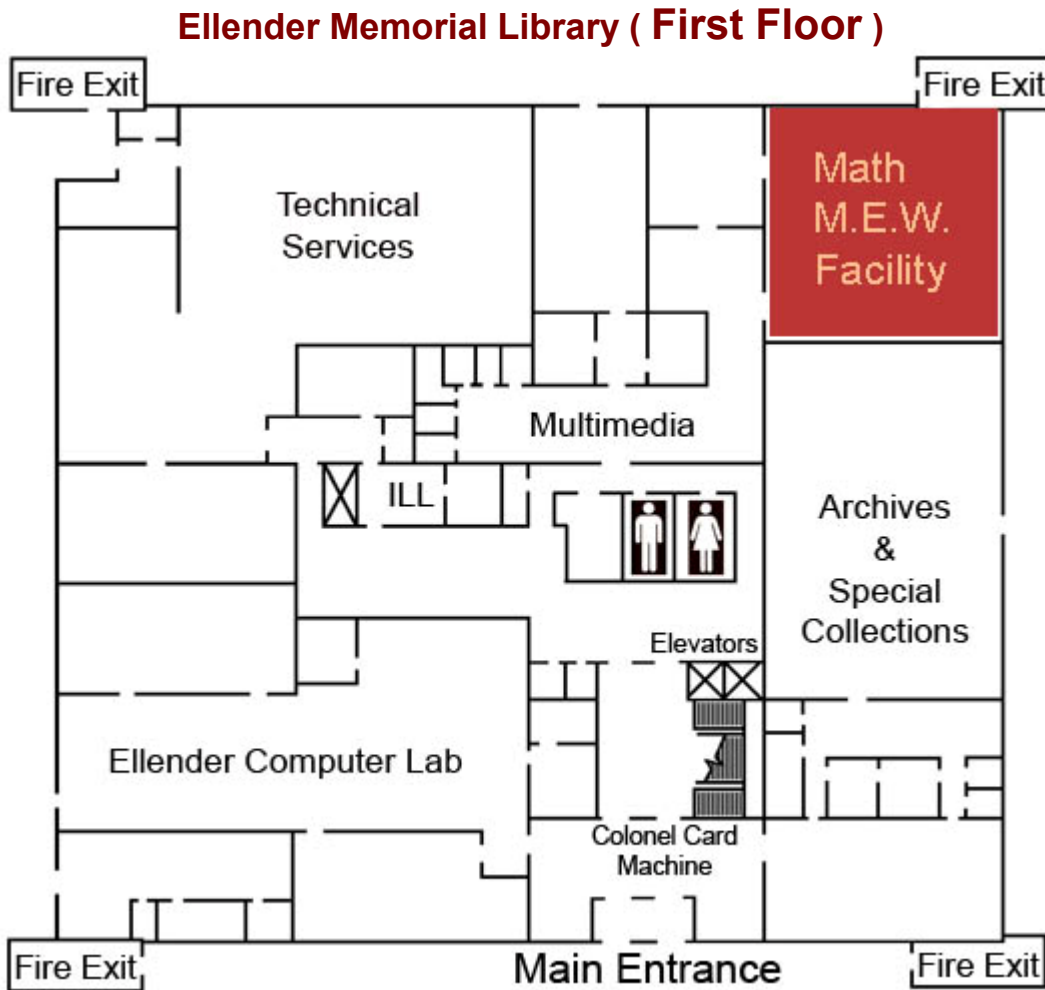 Ellender Memorial Library ( First Floor )
Fire Exit
Fire Exit
Math
M.E.W.
Facility
Technical
Services
Multimedia
ILL
Archives
&
Special
Collections
Elevators
Ellender Computer Lab
Colonel Card
Machine
Fire Exit
Main Entrance
Fire Exit